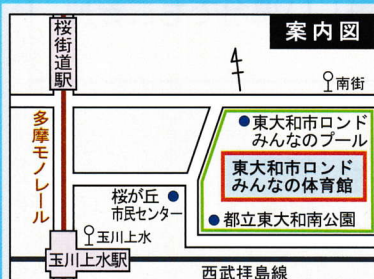 案内図
桜街道駅
南街
多摩モノレール
東大和市ロンド
みんなのプール
東大和市ロンド
みんなの体育館
桜が丘
市民センター
都立東大和南公園
玉川上水
玉川上水駅
西武拝島線